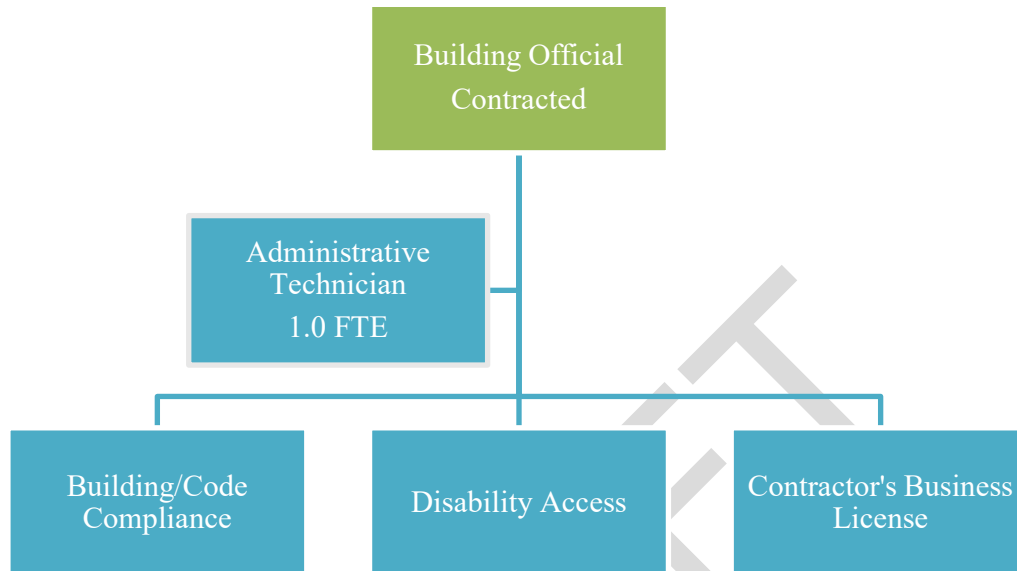 Building Official
Contracted
Administrative
Technician
1.0 FTE
Building/Code
Compliance
Disability Access
Contractor's Business
License